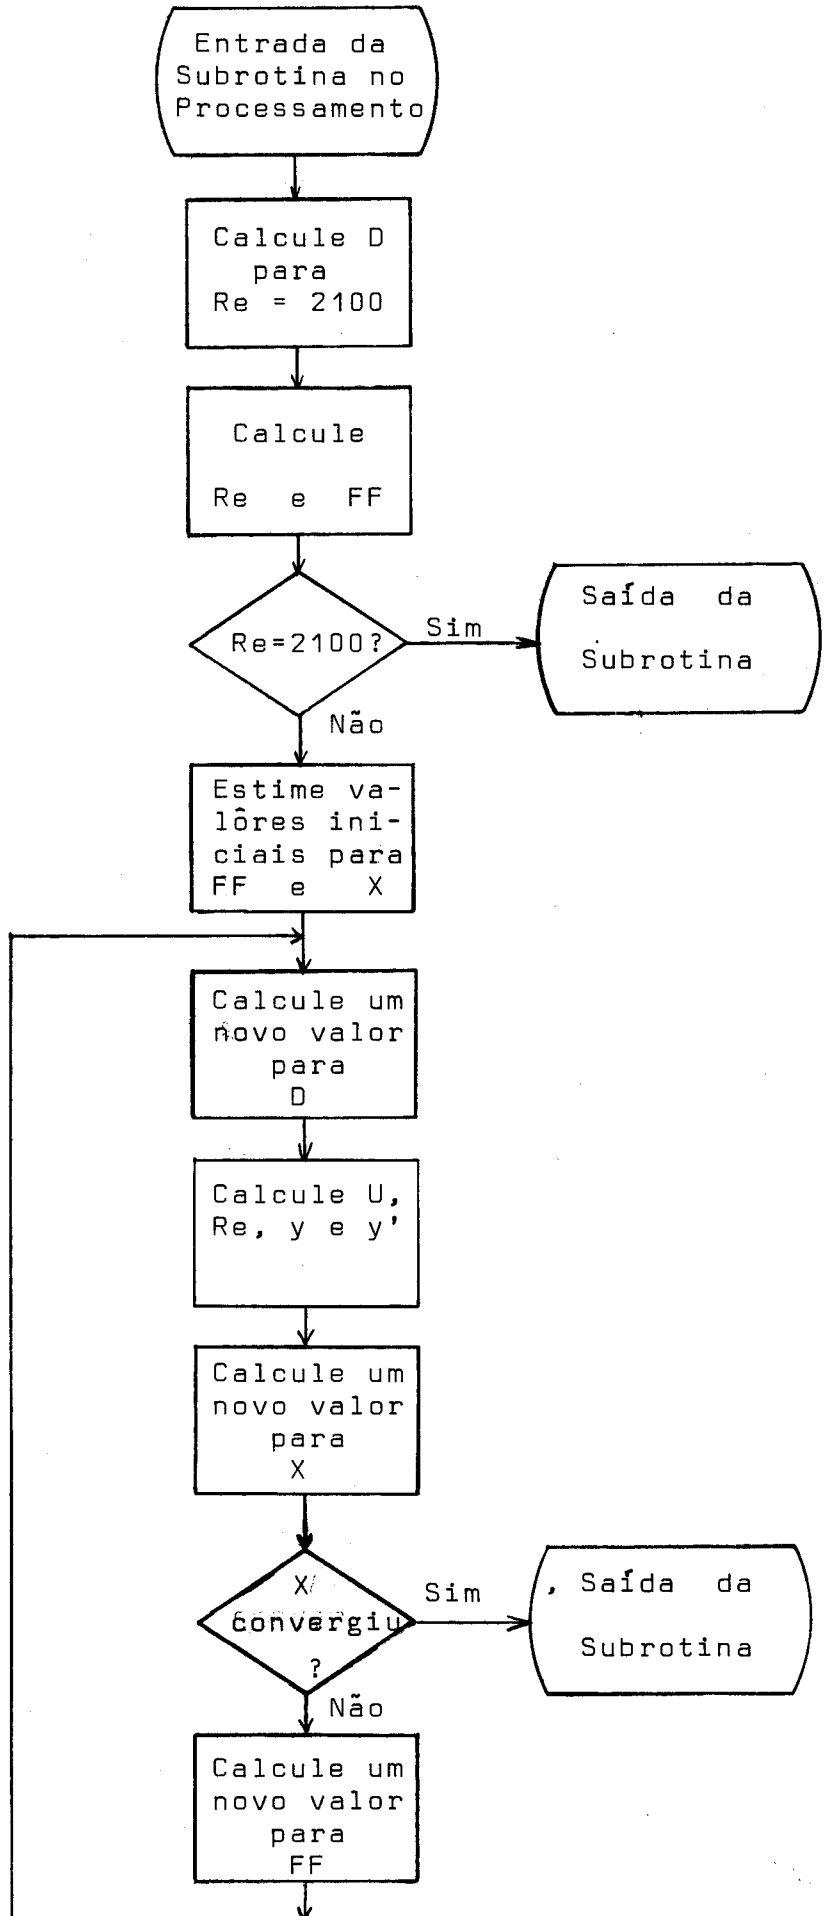 Entrada da
Subrotina no
Processamento
Calcule D
para
Re = 2100
Calcule
Re e FF
Re=2100?
Sim
Saída da
Subrotina
Não
Estime va-
lôres ini-
ciais para
FF e X
Calcule um
novo valor
para
D
Calcule U,
Re, y e y'
Calcule um
novo valor
para
X
X
convergiu
?
Sim
, Saída da
Subrotina
Não
Calcule um
novo valor
para
FF